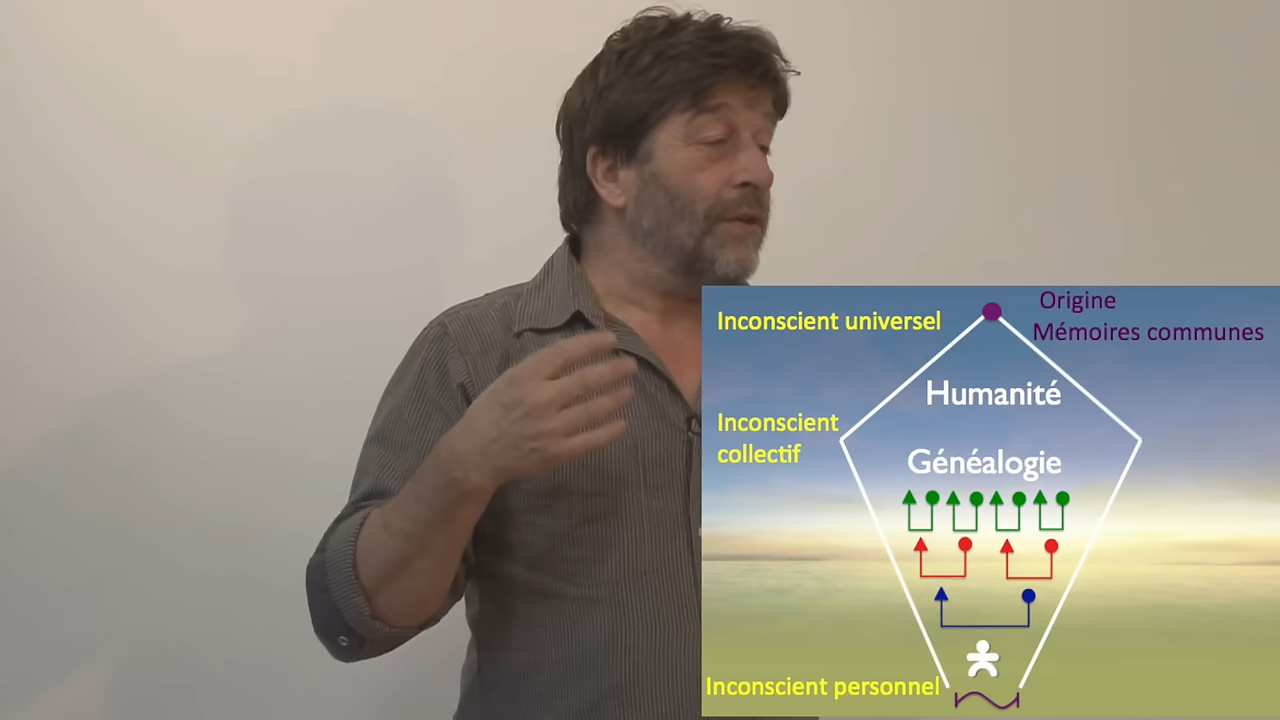 Inconscient universel
Origine
Mémoires communes
Humanité
Inconscient
collectif
Généalogie
Inconscient personnel